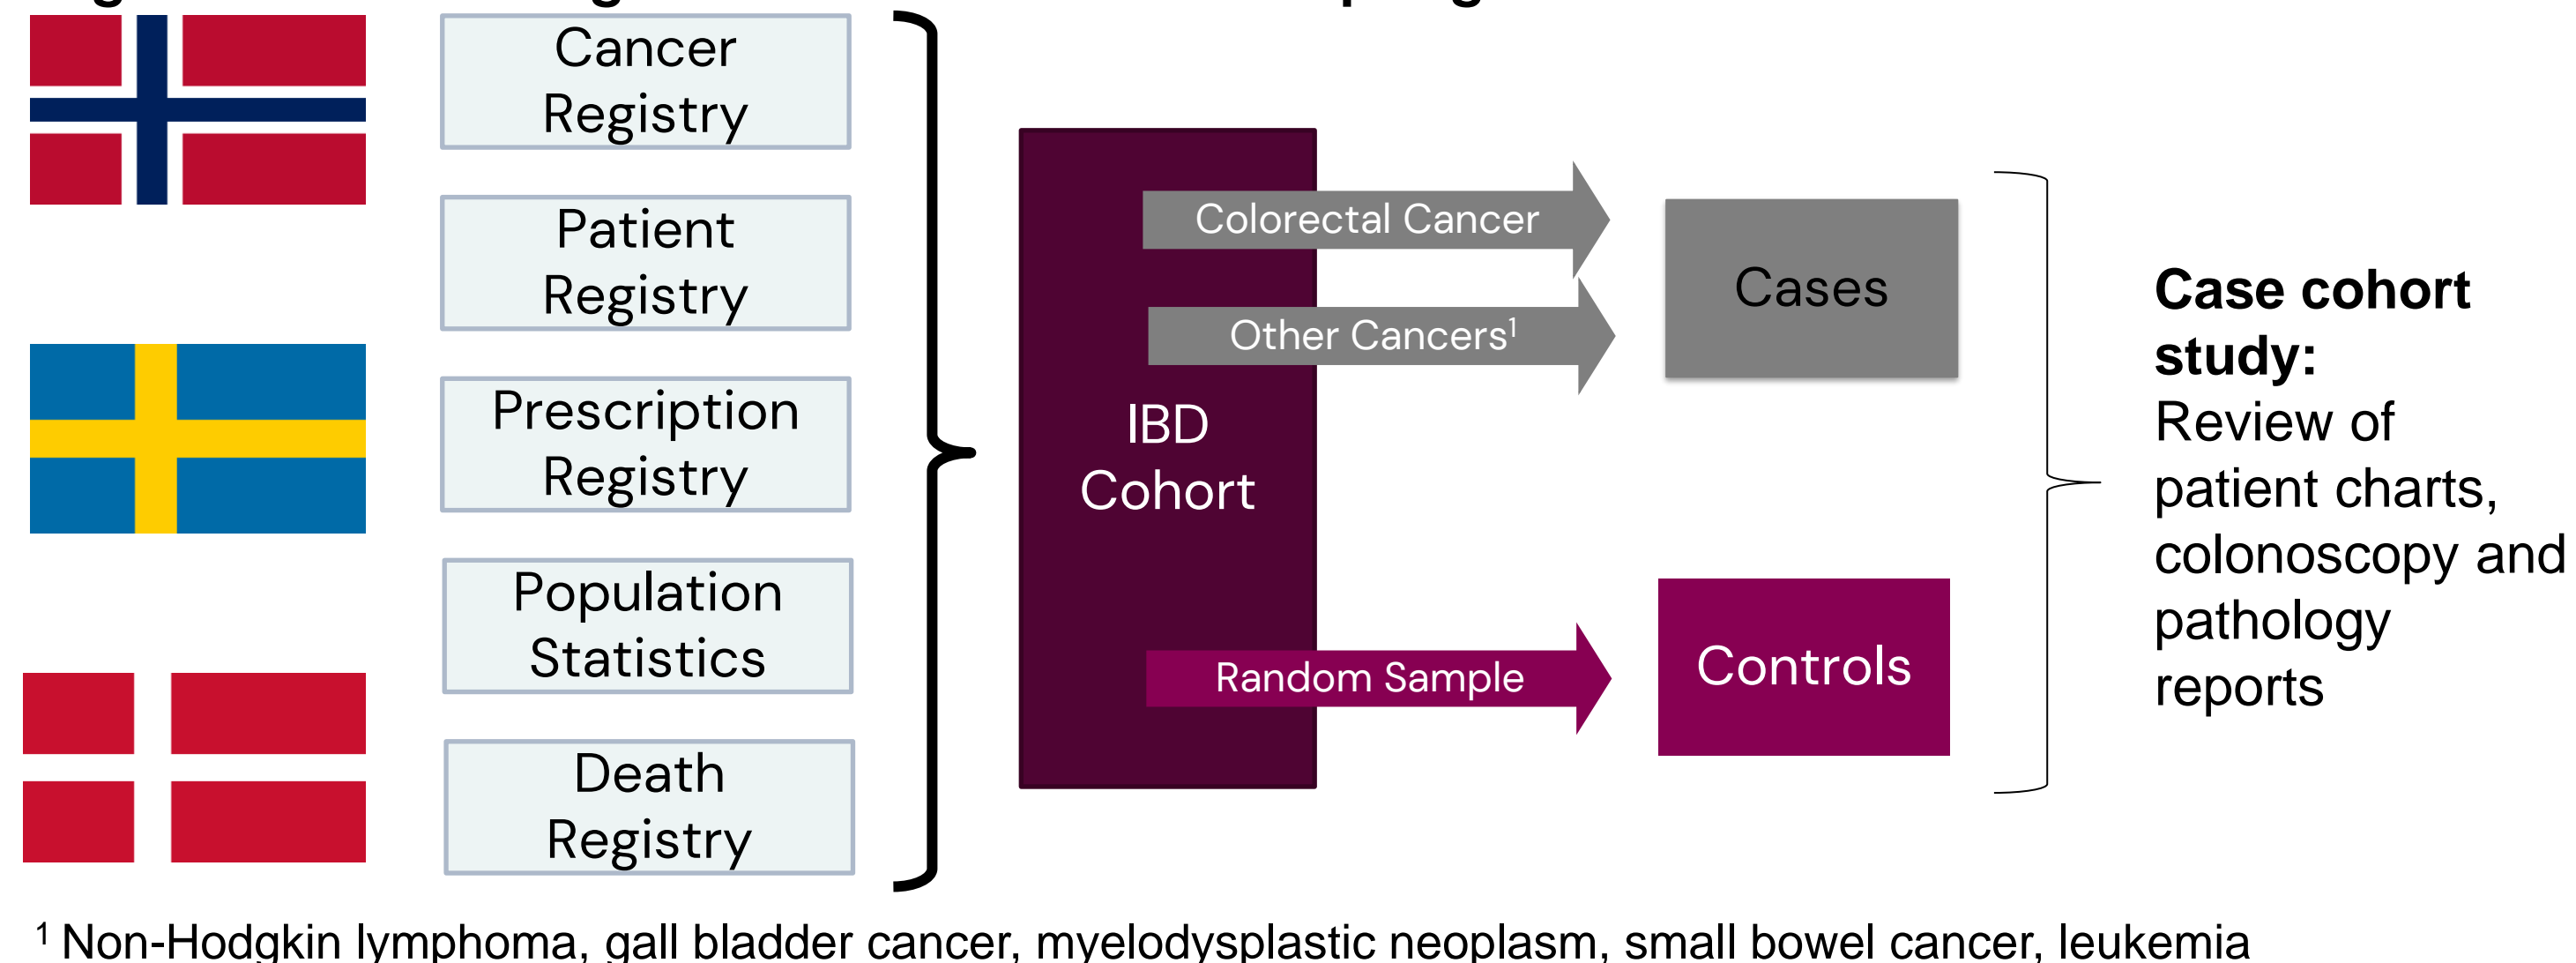 Cancer
Registry
Patient
Registry
Prescription
Registry
Population
Statistics
Death
Registry
IBD
Cohort
Colorectal Cancer
Other Cancers¹
Random Sample
Cases
Controls
Case cohort
study:
Review of
patient charts,
colonoscopy and
pathology
reports
¹ Non-Hodgkin lymphoma, gall bladder cancer, myelodysplastic neoplasm, small bowel cancer, leukemia